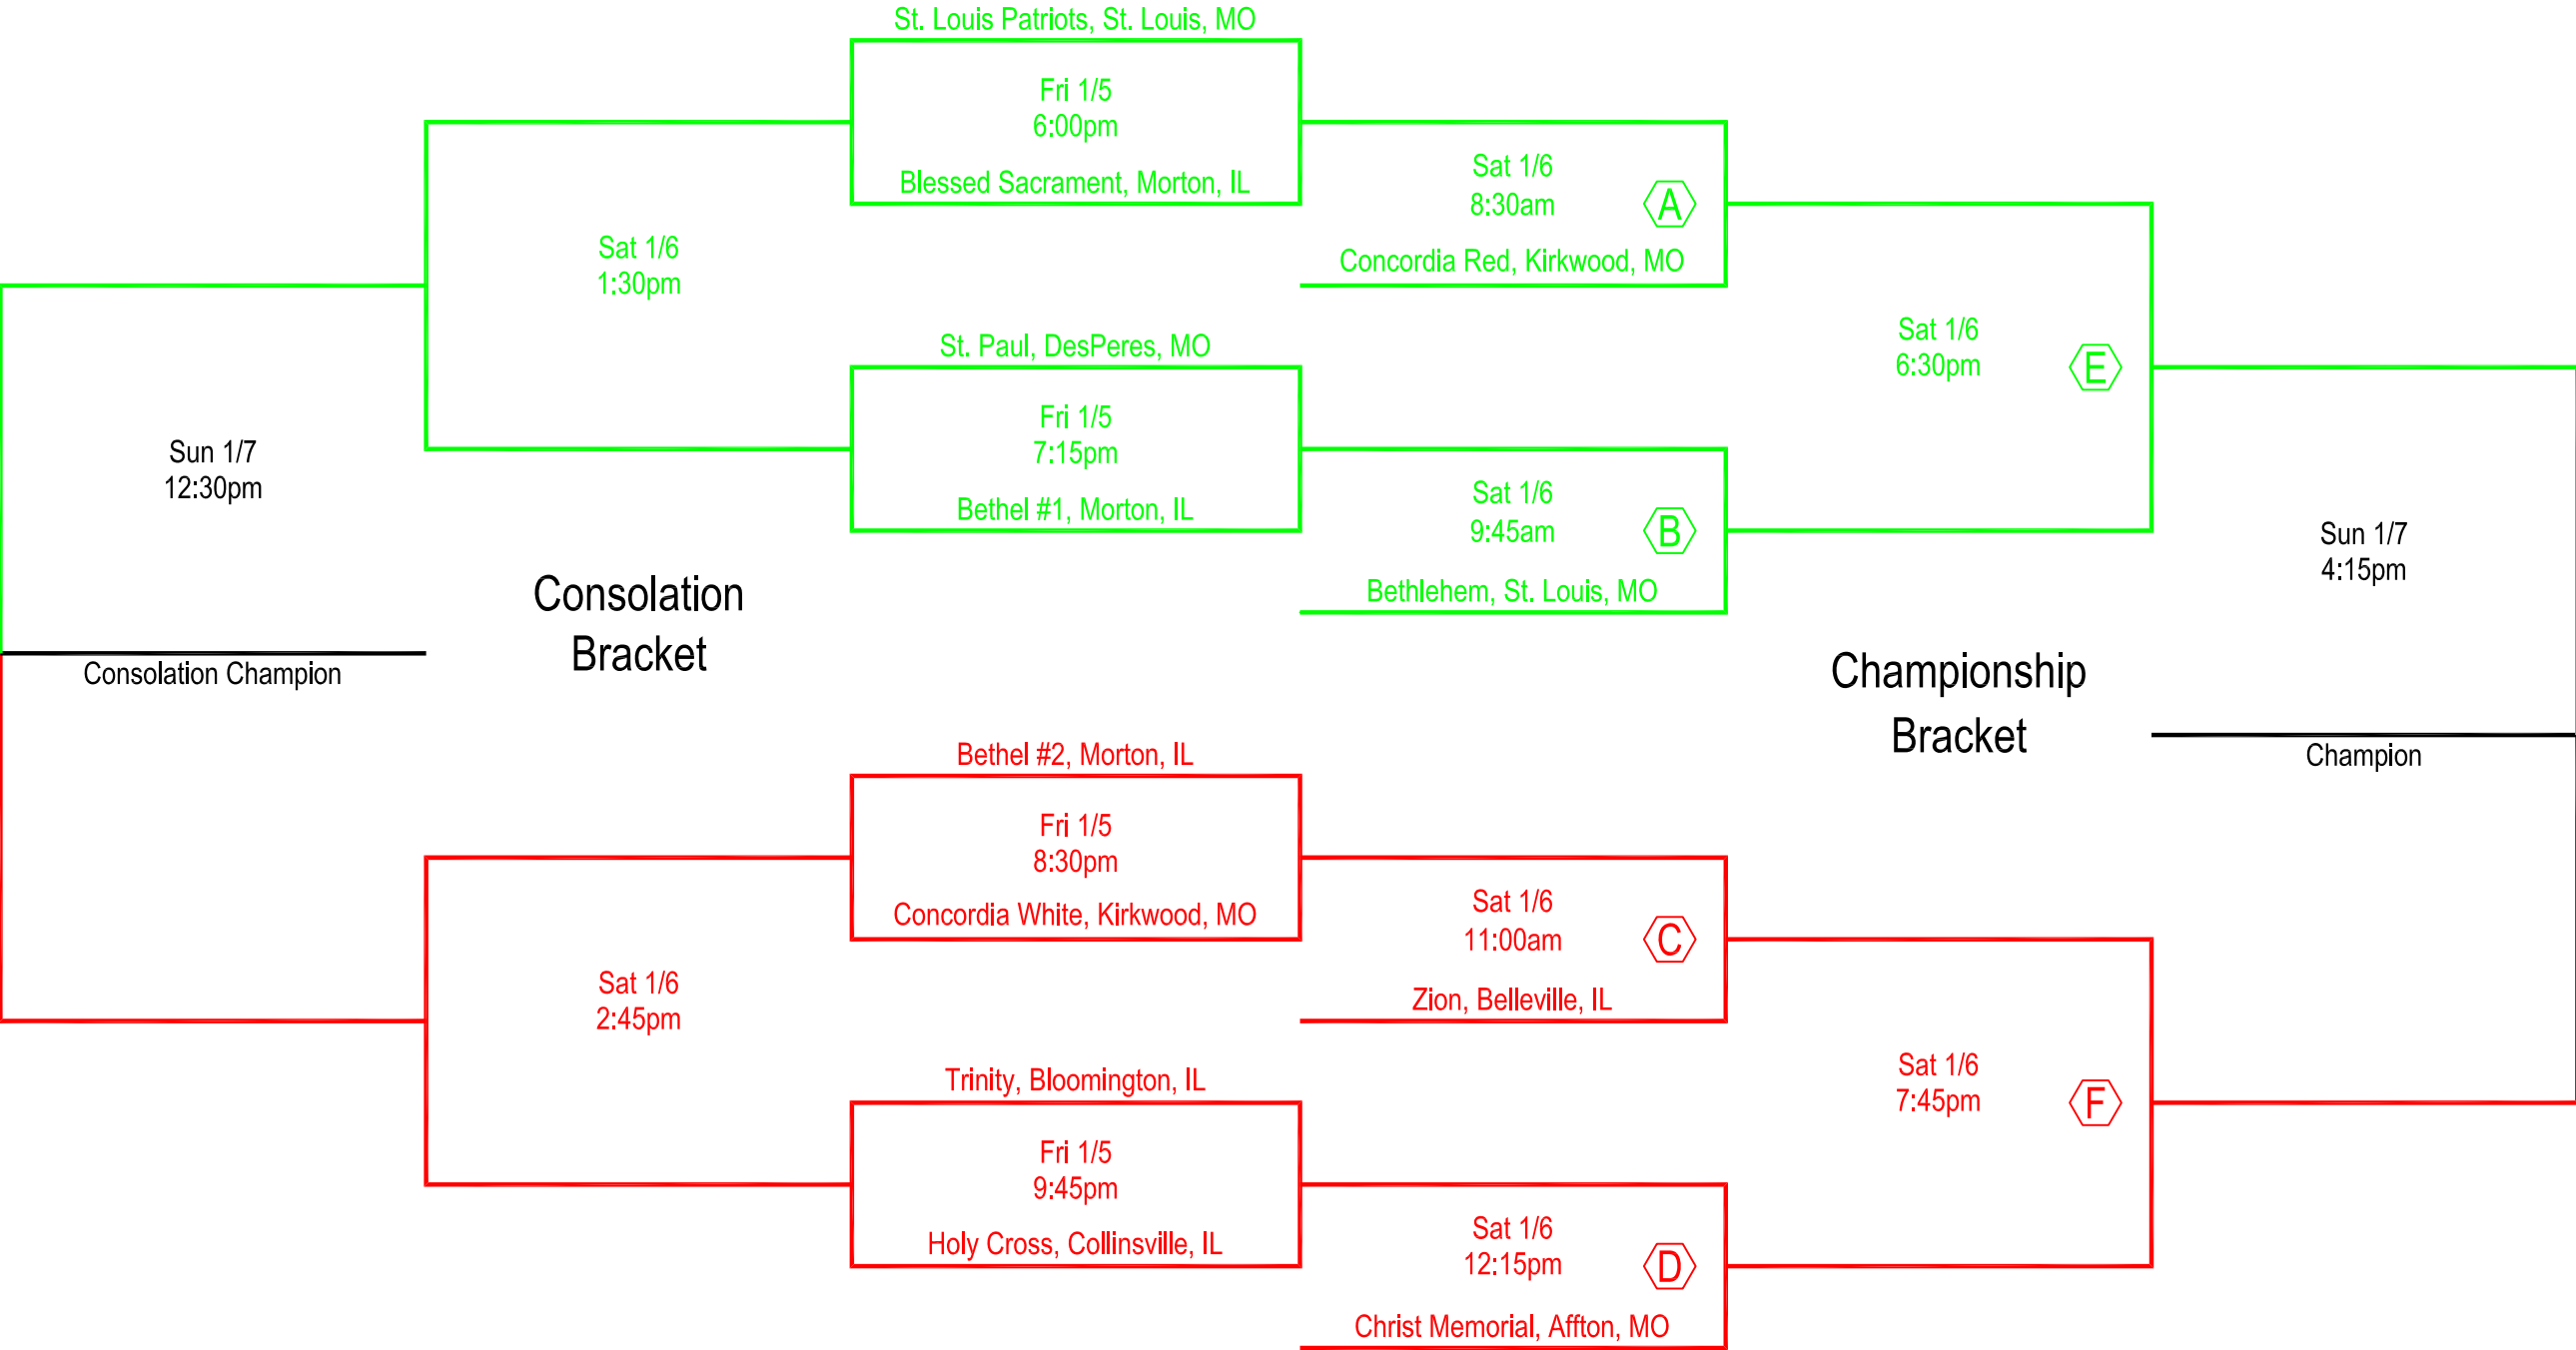 St. Louis Patriots, St. Louis, MO
Fri 1/5
6:00pm
Blessed Sacrament, Morton, IL
Sat 1/6
8:30am
A
Concordia Red, Kirkwood, MO
Sat 1/6
1:30pm
St. Paul, DesPeres, MO
Sat 1/6
6:30pm
E
Fri 1/5
7:15pm
Bethel #1, Morton, IL
Sun 1/7
12:30pm
Sat 1/6
9:45am
B
Bethlehem, St. Louis, MO
Sun 1/7
4:15pm
Consolation
Bracket
Consolation Champion
Championship
Bracket
Champion
Bethel #2, Morton, IL
Fri 1/5
8:30pm
Concordia White, Kirkwood, MO
Sat 1/6
11:00am
C
Zion, Belleville, IL
Sat 1/6
2:45pm
Trinity, Bloomington, IL
Sat 1/6
7:45pm
F
Fri 1/5
9:45pm
Holy Cross, Collinsville, IL
Sat 1/6
12:15pm
D
Christ Memorial, Affton, MO